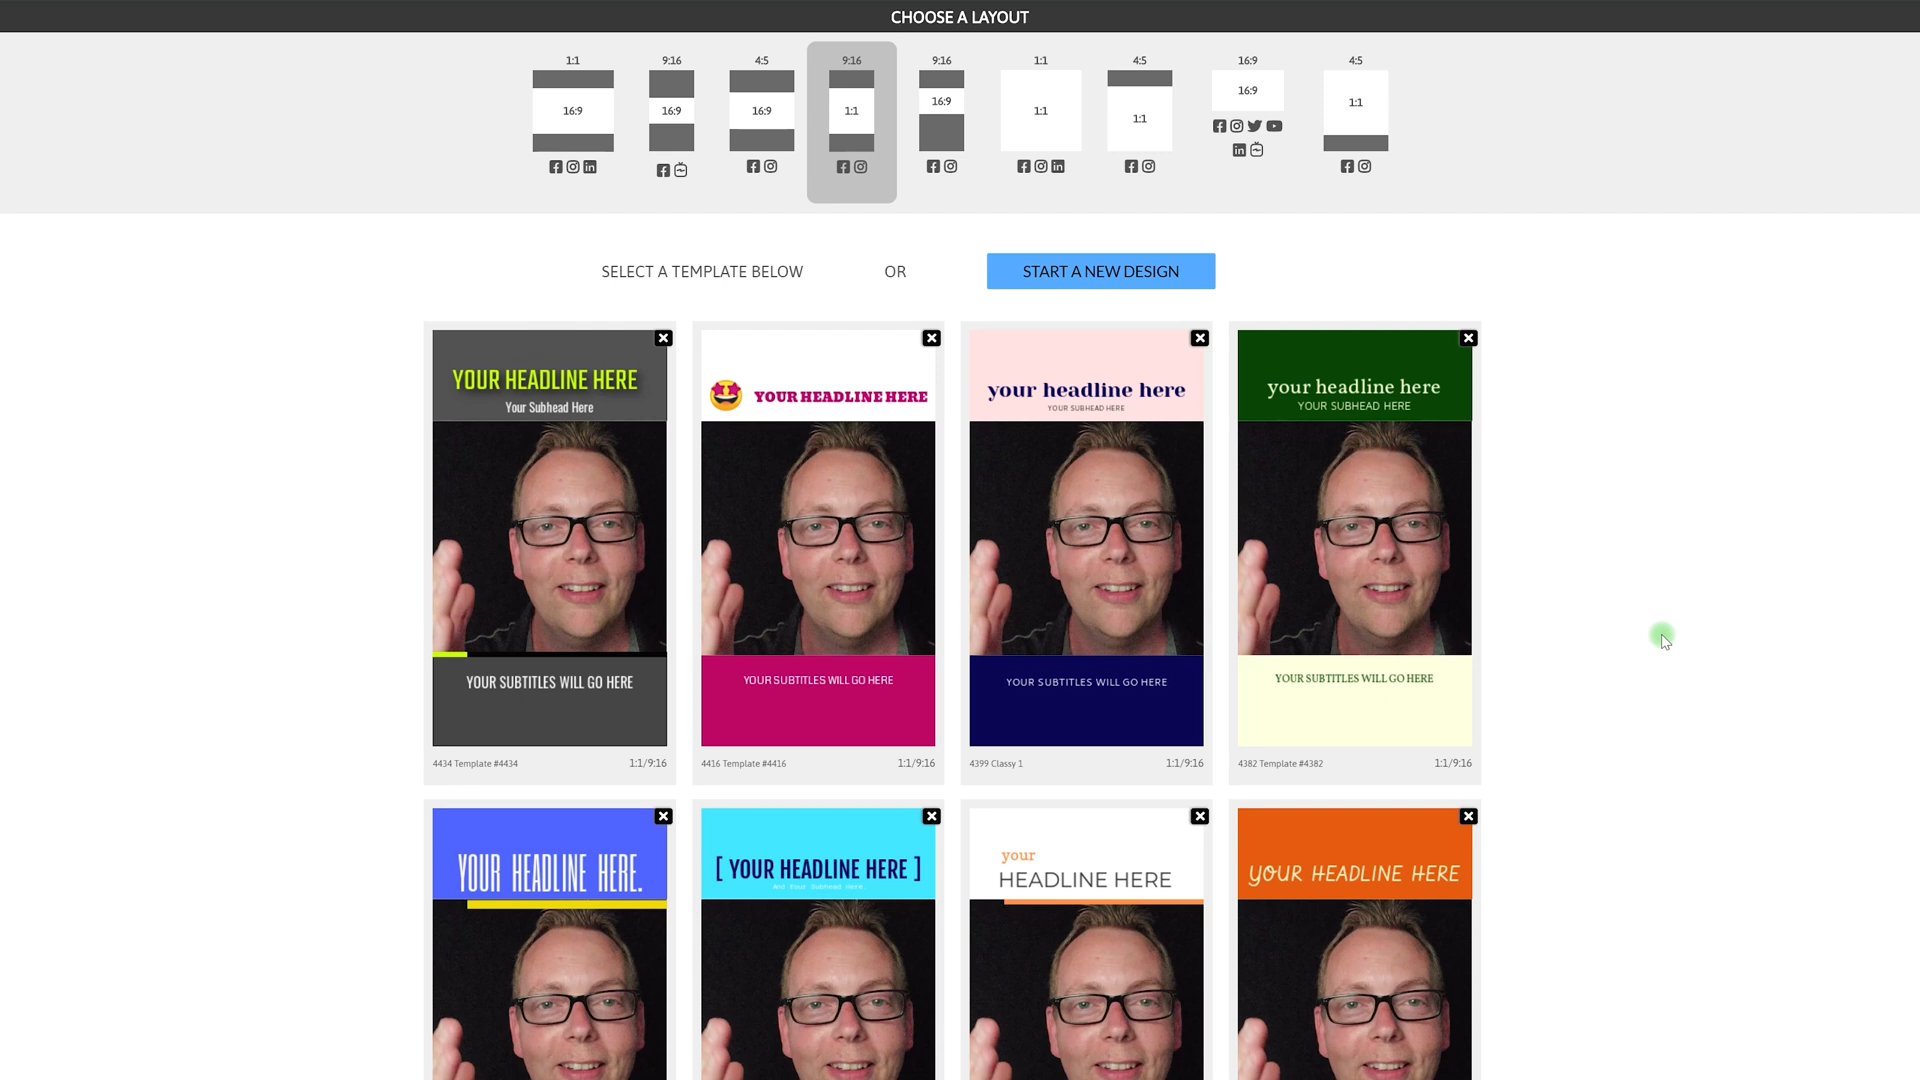 CHOOSE A LAYOUT
1:1 9:16 4:5 9:16 9:16 1:1 4:5 16:9 4:5
16:9 16:9 16:9 1:1 16:9 1:1 1:1 16:9 1:1
SELECT A TEMPLATE BELOW OR START A NEW DESIGN
YOUR HEADLINE HERE
Your Subhead Here
YOUR SUBTITLES WILL GO HERE
4434 Template #4434 1:1/9:16
YOUR HEADLINE HERE
YOUR SUBTITLES WILL GO HERE
4416 Template #4416 1:1/9:16
your headline here
YOUR SUBHEAD HERE
YOUR SUBTITLES WILL GO HERE
4399 Classy 1 1:1/9:16
your headline here
YOUR SUBHEAD HERE
YOUR SUBTITLES WILL GO HERE
4382 Template #4382 1:1/9:16
YOUR HEADLINE HERE.
[ YOUR HEADLINE HERE ]
And Your Subhead Here.
your
HEADLINE HERE
YOUR HEADLINE HERE